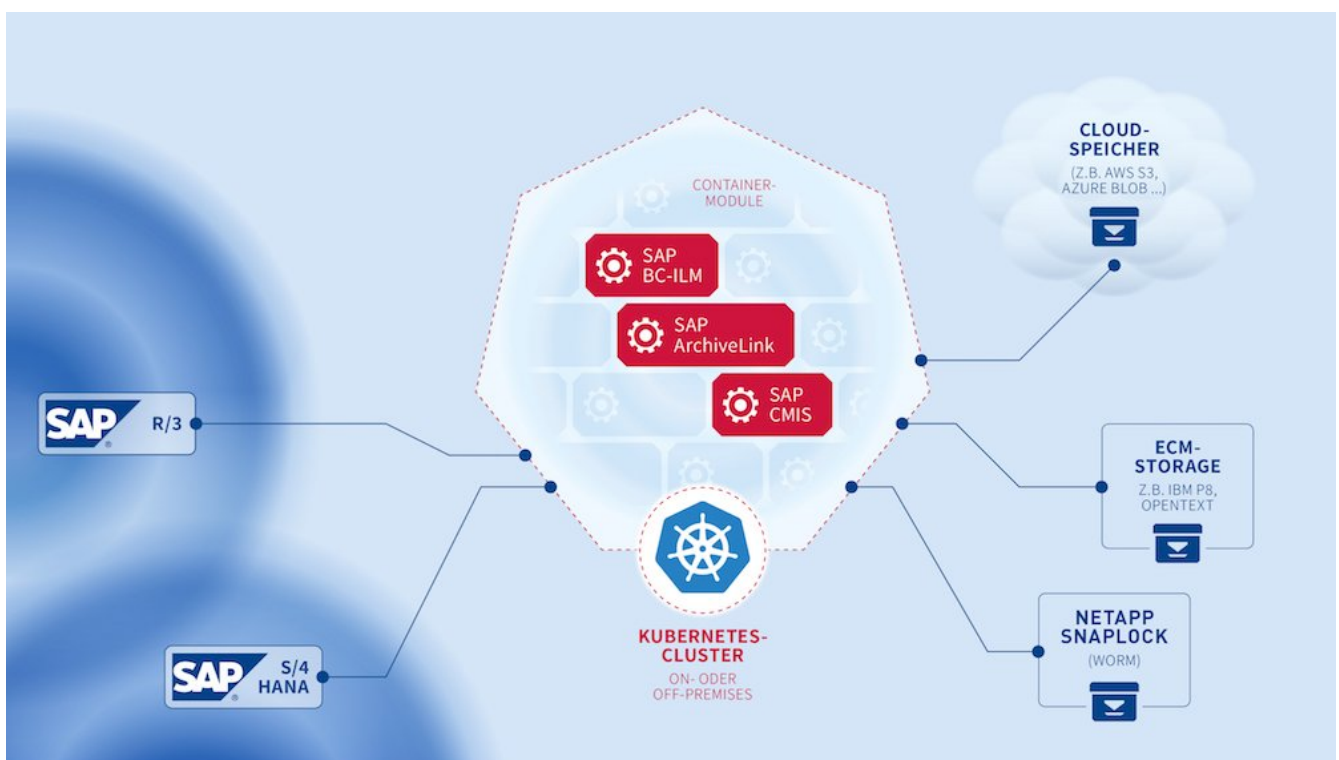 CLOUD-
SPEICHER
(Z.B. AWS S3,
AZURE BLOB ...)
CONTAINER-
MODULE
SAP
BC-ILM
SAP
ArchiveLink
SAP
CMIS
SAP ® R/3
ECM-
STORAGE
Z.B. IBM P8,
OPENTEXT
NETAPP
SNAPLOCK
(WORM)
KUBERNETES-
CLUSTER
ON- ODER
OFF-PREMISES
SAP ® S/4
HANA